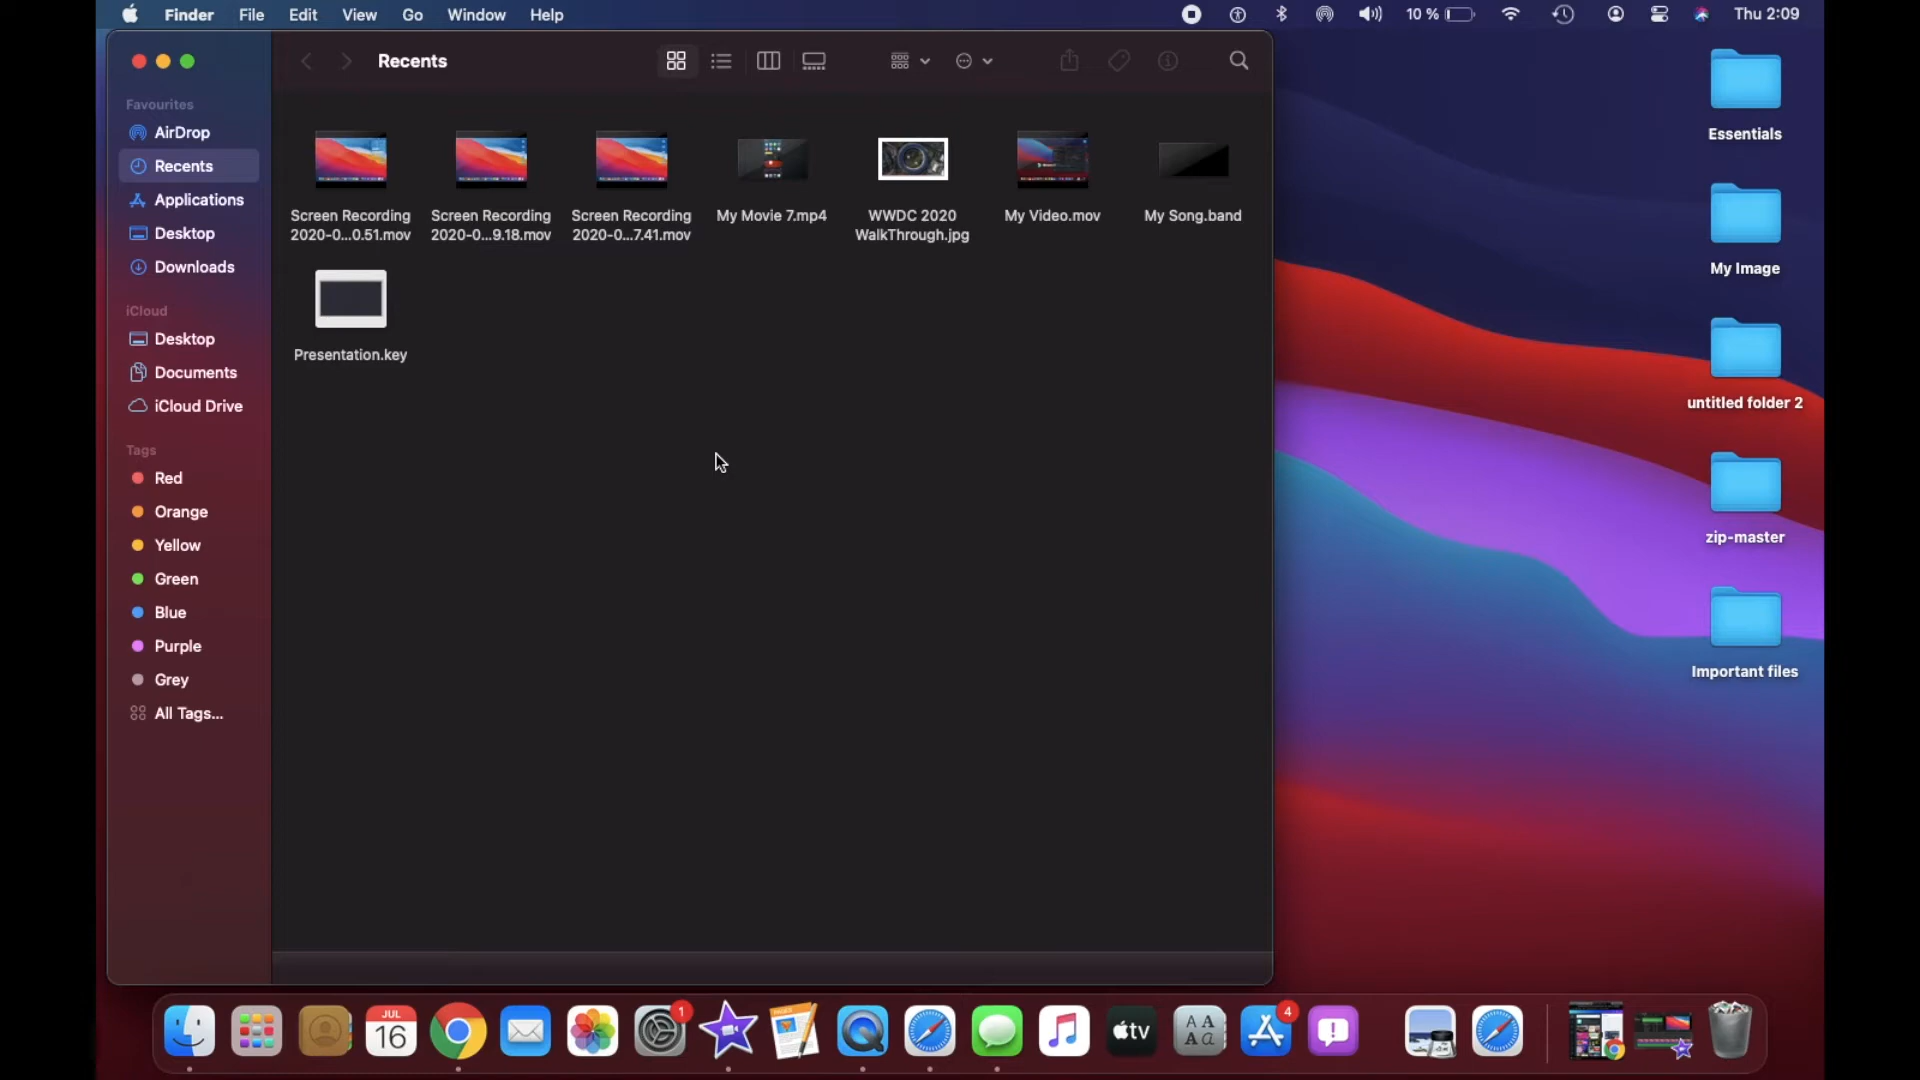 Finder File Edit View Go Window Help 10 % Thu 2:09
Recents
Favourites
AirDrop
Recents
Applications
Desktop
Downloads
iCloud
Desktop
Documents
iCloud Drive
Tags
Red
Orange
Yellow
Green
Blue
Purple
Grey
All Tags...
Screen Recording
2020-0...0.51.mov
Screen Recording
2020-0...9.18.mov
Screen Recording
2020-0...7.41.mov
My Movie 7.mp4
WWDC 2020
WalkThrough.jpg
My Video.mov
My Song.band
Presentation.key
Essentials
My Image
untitled folder 2
zip-master
Important files
JUL
16
1
PAGES
tv
A A
A a
4